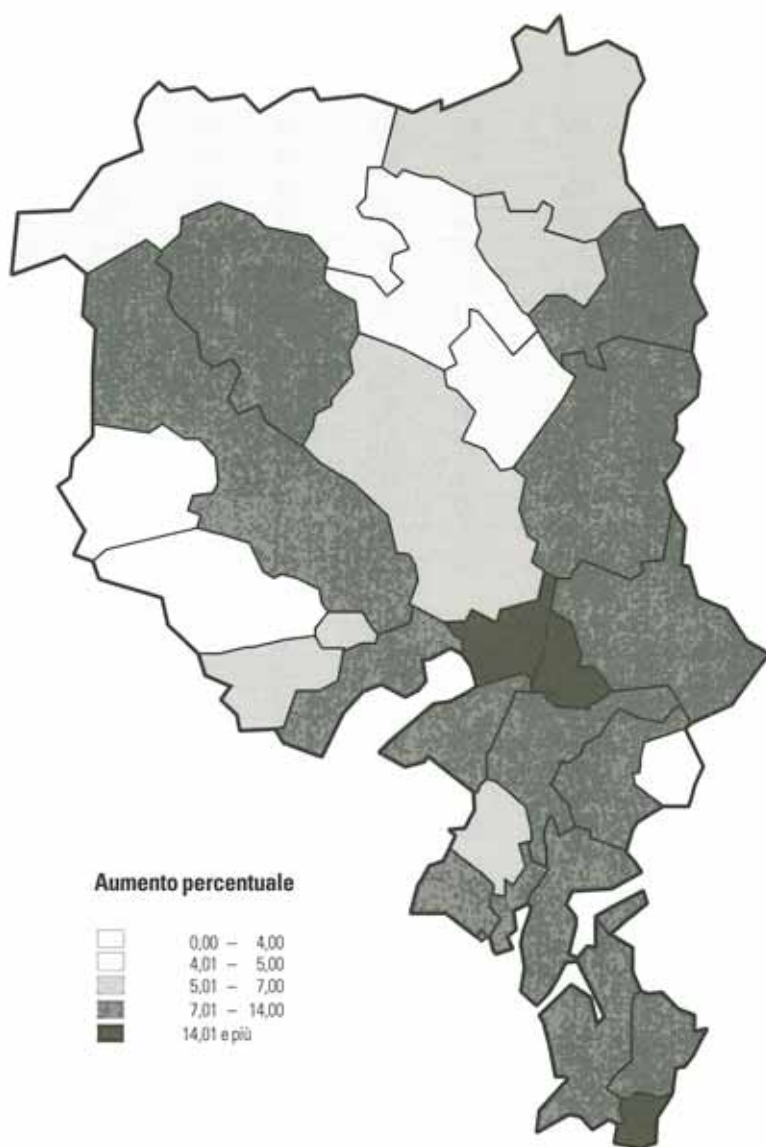 Aumento percentuale
0,00 – 4,00
4,01 – 5,00
5,01 – 7,00
7,01 – 14,00
14,01 e più